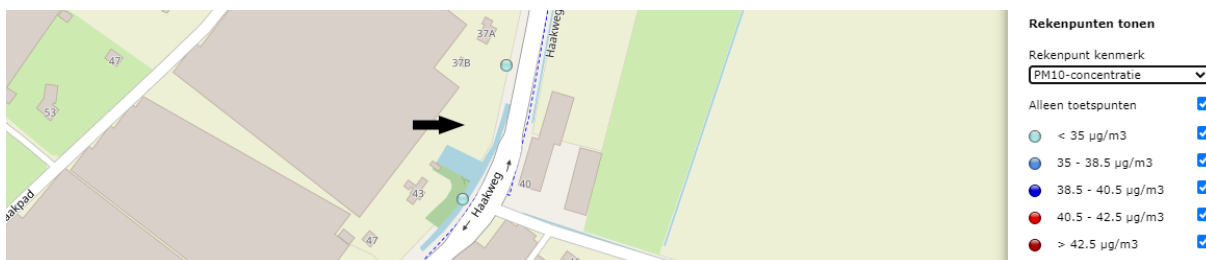 37A
37B
Haakweg
47
53
43
40
Haakweg
47
aakpad
Rekenpunten tonen
Rekenpunt kenmerk
PM10-concentratie
Alleen toetspunten
< 35 µg/m3
35 - 38.5 µg/m3
38.5 - 40.5 µg/m3
40.5 - 42.5 µg/m3
> 42.5 µg/m3